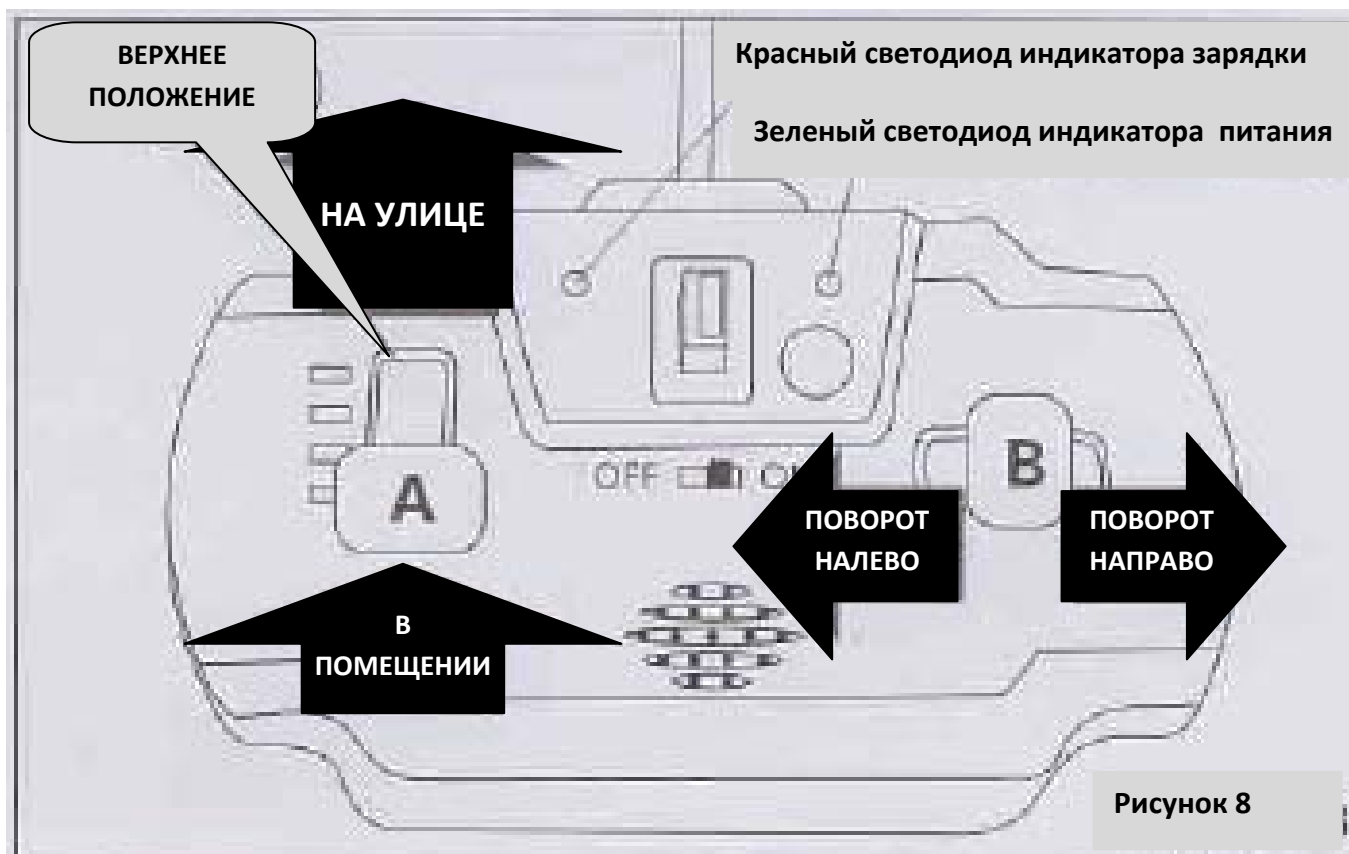 ВЕРХНЕЕ
ПОЛОЖЕНИЕ
Красный светодиод индикатора зарядки
Зеленый светодиод индикатора питания
НА УЛИЦЕ
A
B
OFF
ПОВОРОТ
НАЛЕВО
ПОВОРОТ
НАПРАВО
В
ПОМЕЩЕНИИ
Рисунок 8